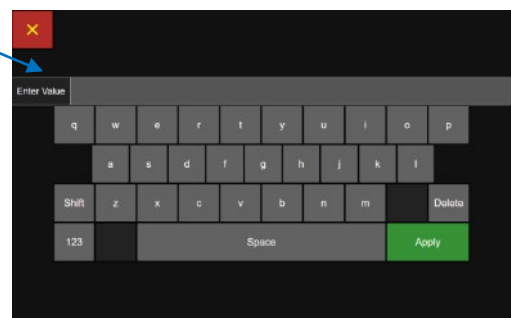 ×
Enter Value
q w e r t y u i o p
a s d f g h j k l
Shift z x c v b n m Delete
123 Space Apply